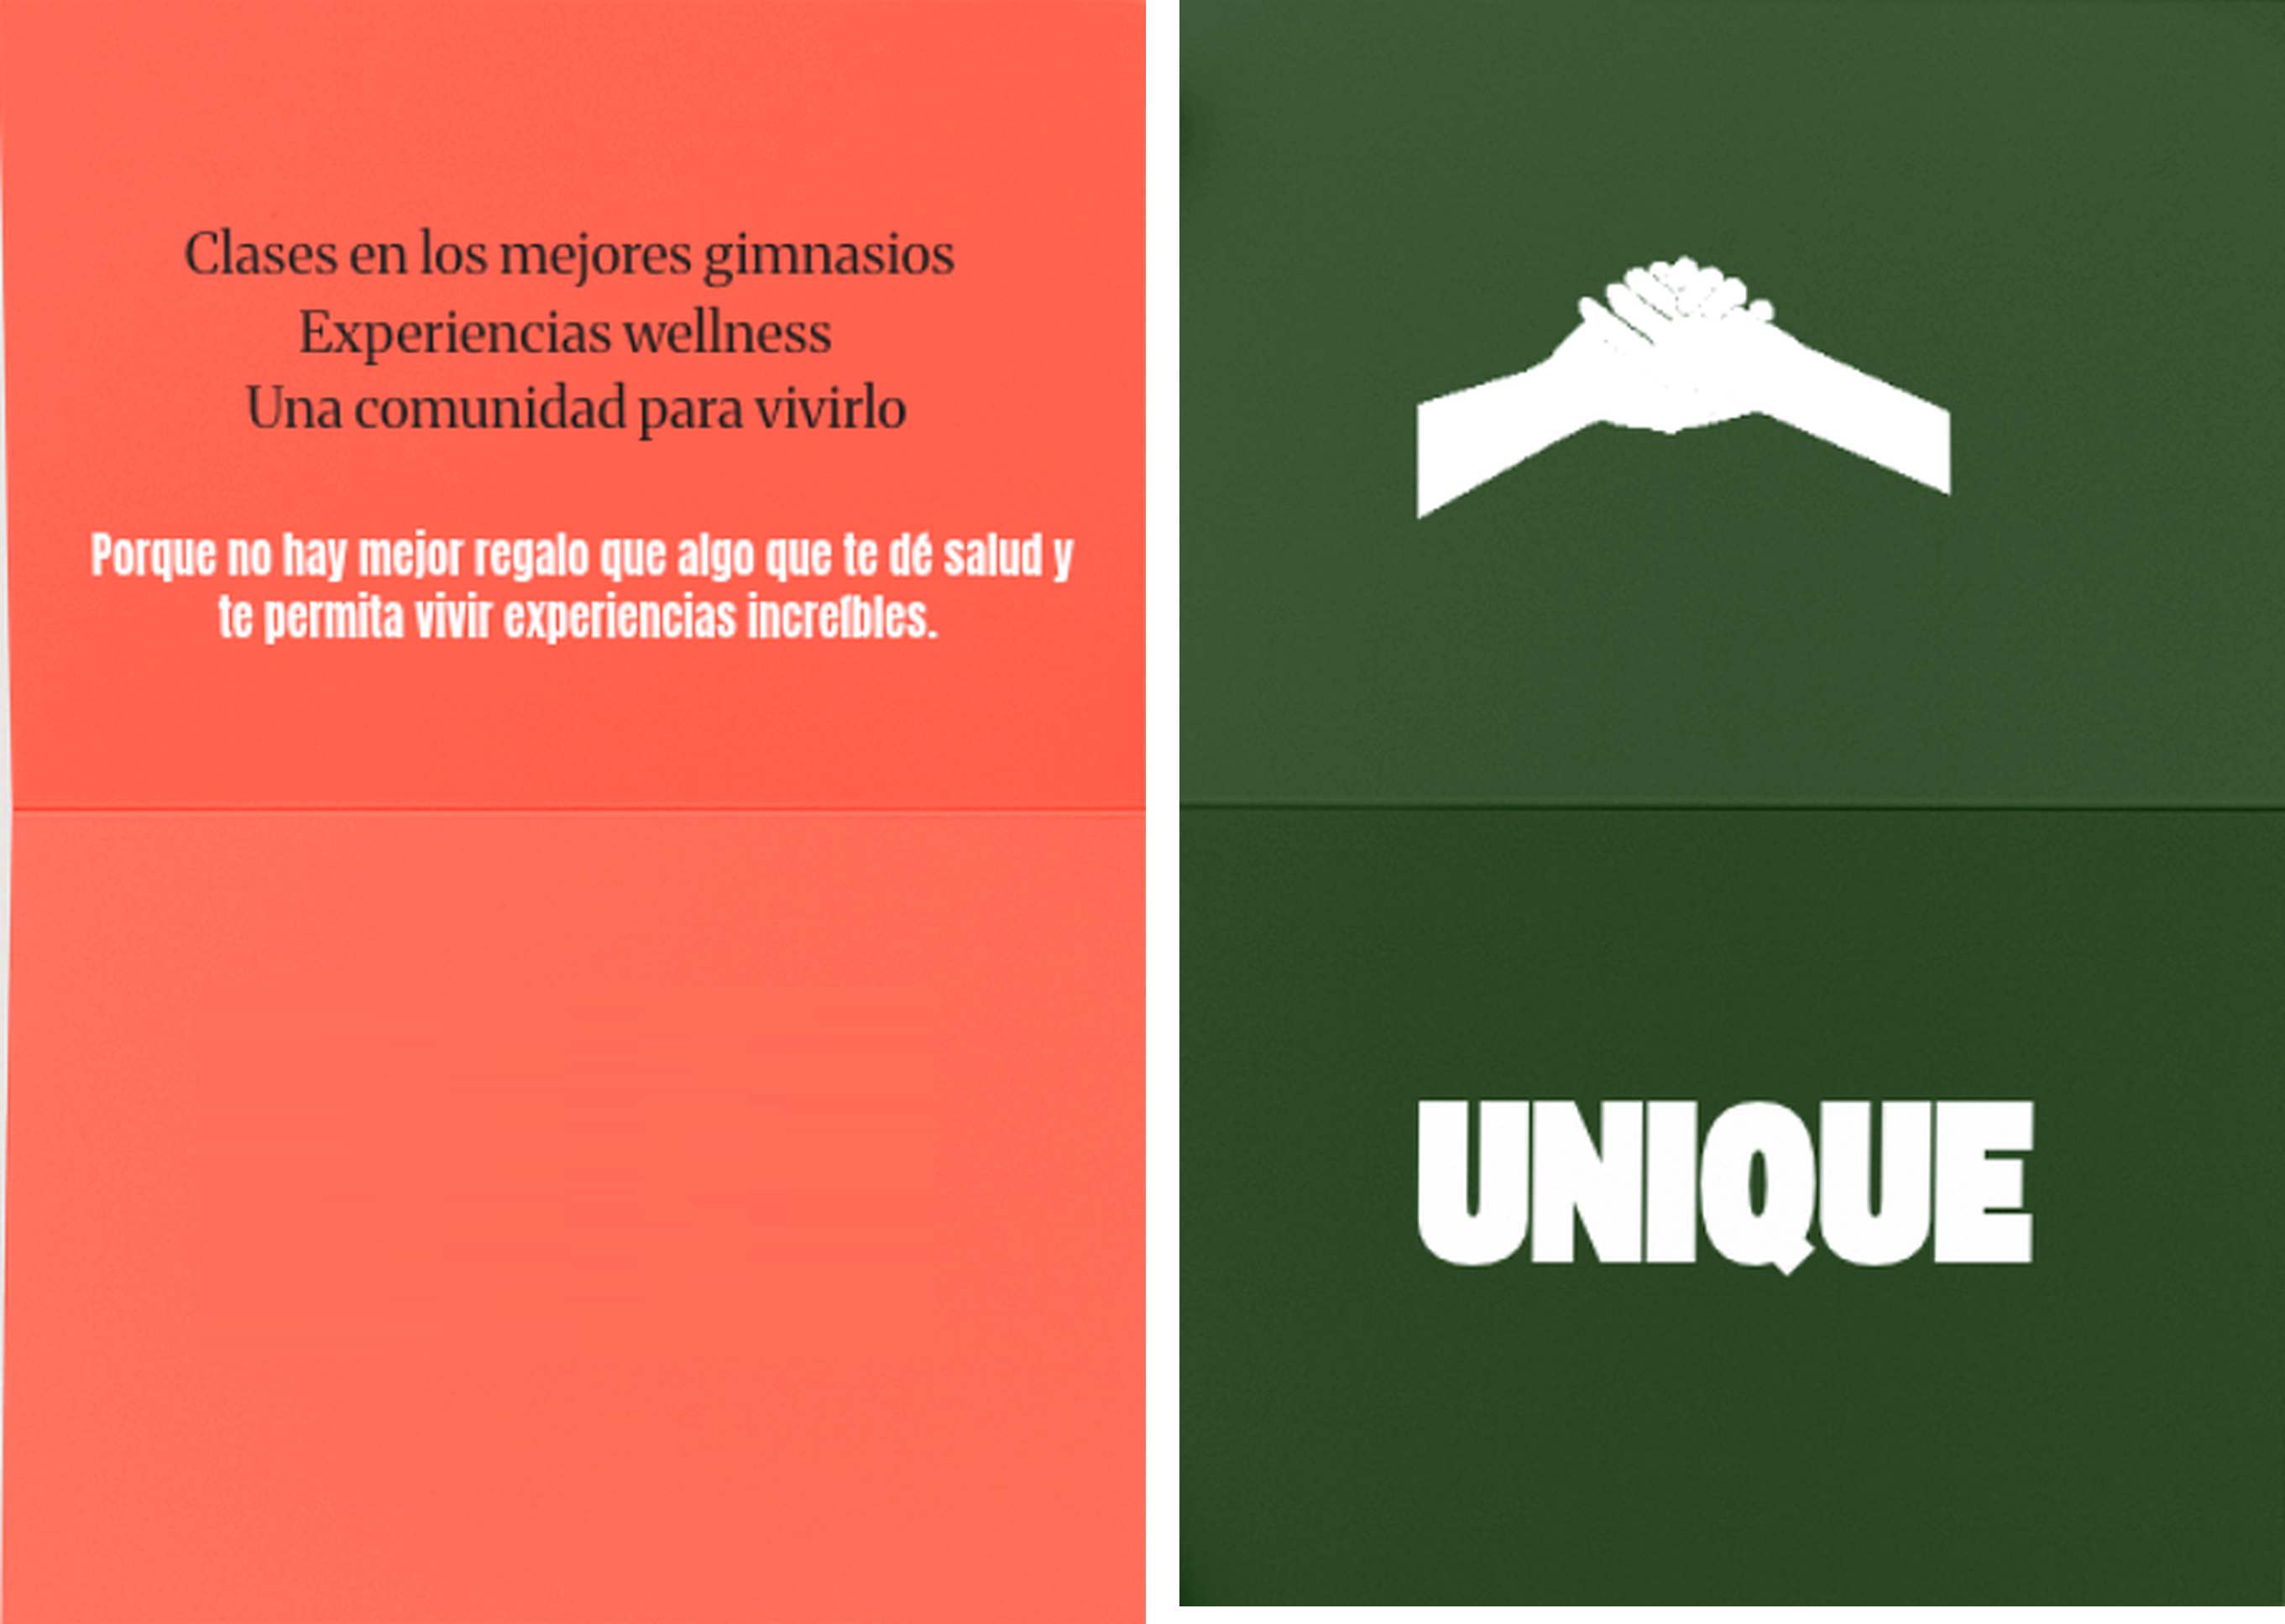 Clases en los mejores gimnasios
Experiencias wellness
Una comunidad para vivirlo
Porque no hay mejor regalo que algo que te dé salud y
te permita vivir experiencias increíbles.
UNIQUE